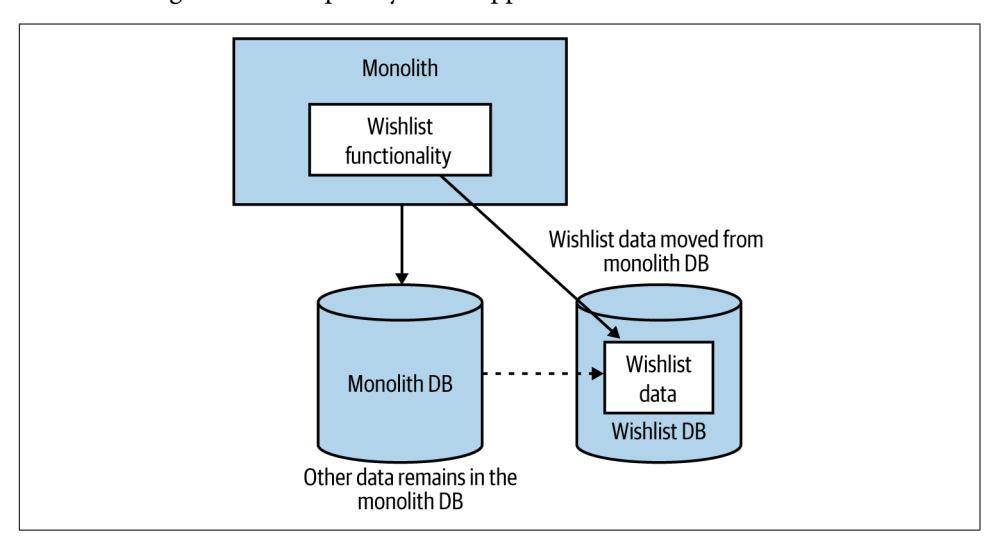 Monolith
Wishlist
functionality
Wishlist data moved from
monolith DB
Monolith DB
Wishlist
data
Wishlist DB
Other data remains in the
monolith DB